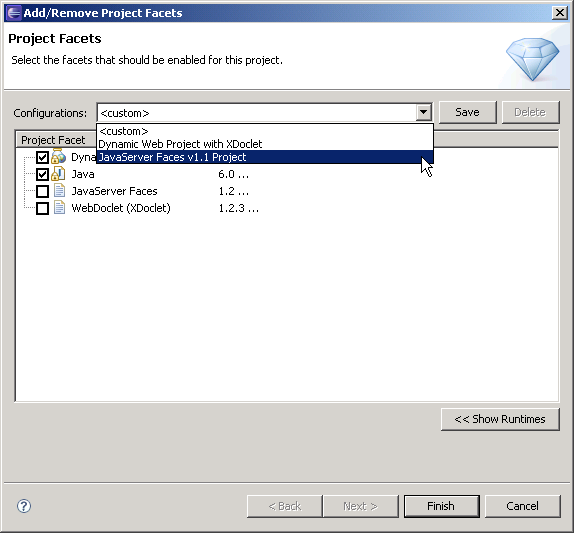 Add/Remove Project Facets
Project Facets
Select the facets that should be enabled for this project.
Configurations: <custom> Save Delete
<custom>
Dynamic Web Project with XDoclet
JavaServer Faces v1.1 Project
Project Facet
Dyna
Java 6.0 ...
JavaServer Faces 1.2 ...
WebDoclet (XDoclet) 1.2.3 ...
<< Show Runtimes
? < Back Next > Finish Cancel